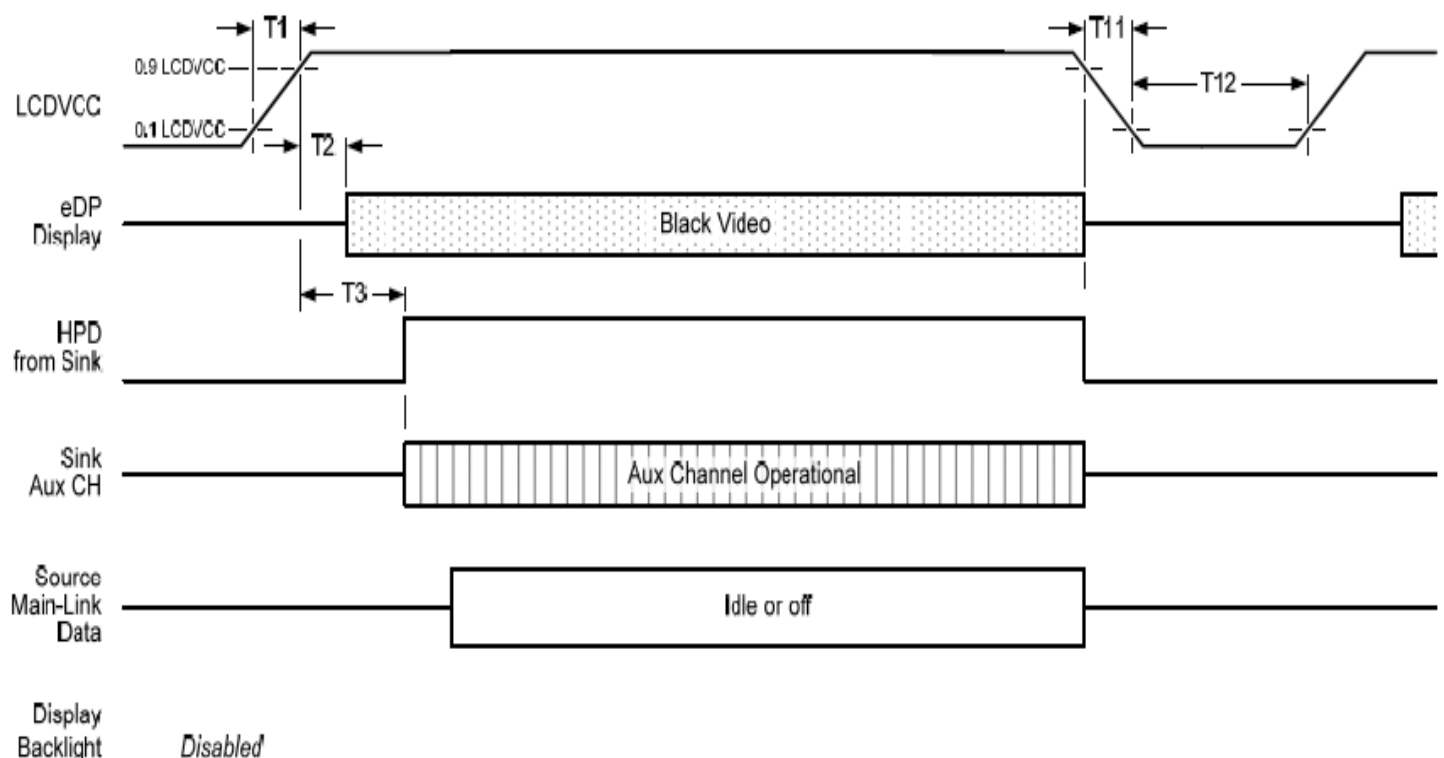 T1
T11
0.9 LCDVCC
LCDVCC
T12
0.1 LCDVCC
T2
eDP
Display
Black Video
T3
HPD
from Sink
Sink
Aux CH
Aux Channel Operational
Source
Main-Link
Data
Idle or off
Display
Backlight
Disabled